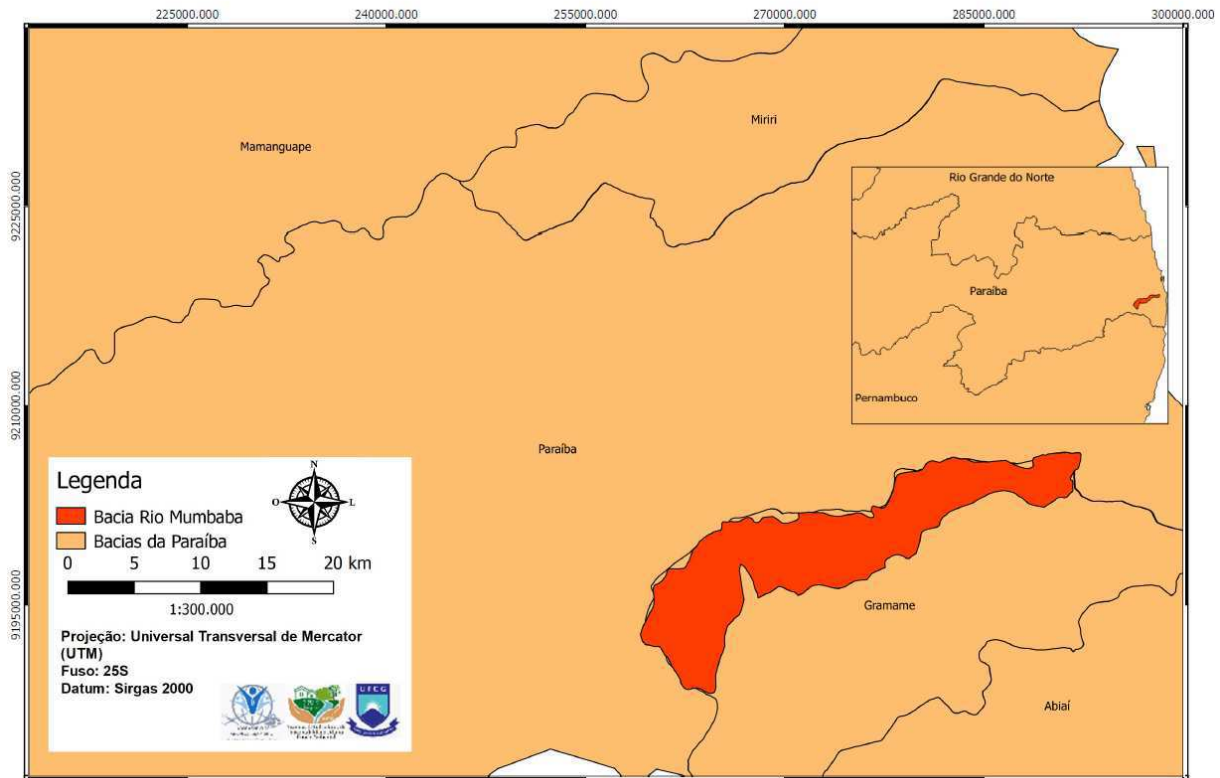 225000.000
240000.000
255000.000
270000.000
285000.000
300000.000
9225000.000
9210000.000
9195000.000
Mamanguape
Miriri
Paraíba
Gramame
Abiaí
Rio Grande do Norte
Paraíba
Pernambuco
Legenda
N
O
L
S
Bacia Rio Mumbaba
Bacias da Paraíba
0 5 10 15 20 km
1:300.000
Projeção: Universal Transversal de Mercator
(UTM)
Fuso: 25S
Datum: Sirgas 2000
UFCG